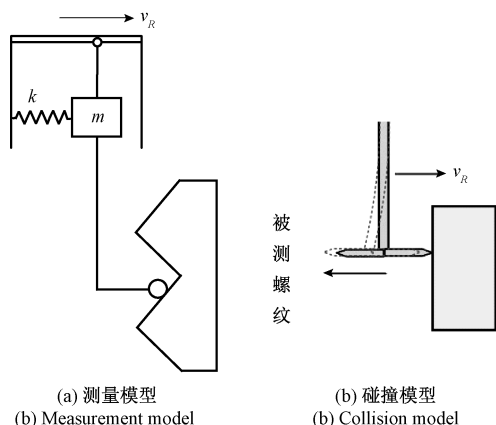 v_R
k
m
被测螺纹
v_R
(a) 测量模型
(b) Measurement model
(b) 碰撞模型
(b) Collision model